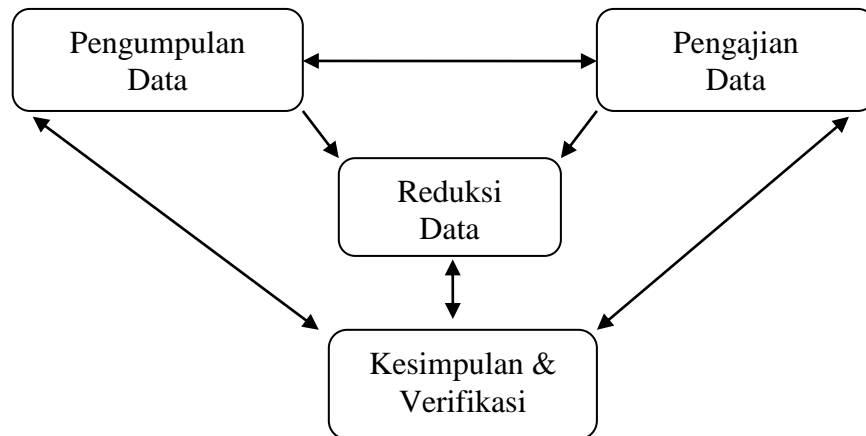 Pengumpulan
Data
Pengajian
Data
Reduksi
Data
Kesimpulan &
Verifikasi